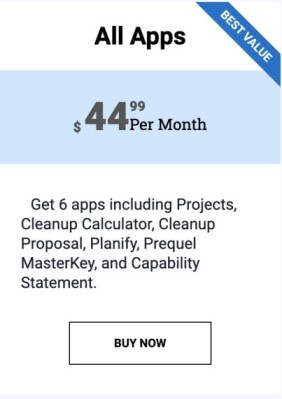 BEST VALUE
All Apps
$44.99 Per Month
Get 6 apps including Projects,
Cleanup Calculator, Cleanup
Proposal, Planify, Prequel
MasterKey, and Capability
Statement.
BUY NOW